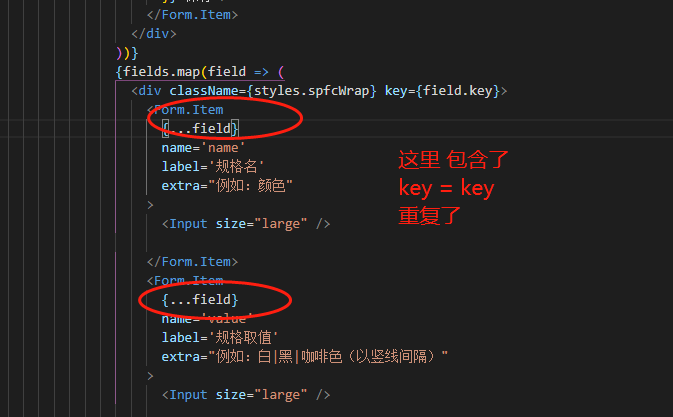 </Form.Item>
</div>
))}
{fields.map(field => (
<div className={styles.spfcWrap} key={field.key}>
<Form.Item
{...field}
name='name'
label='规格名'
extra="例如: 颜色"
>
<Input size="large" />
</Form.Item>
<Form.Item
{...field}
name='value'
label='规格取值'
extra="例如: 白|黑|咖啡色（以竖线间隔）"
>
<Input size="large" />
这里 包含了
key = key
重复了